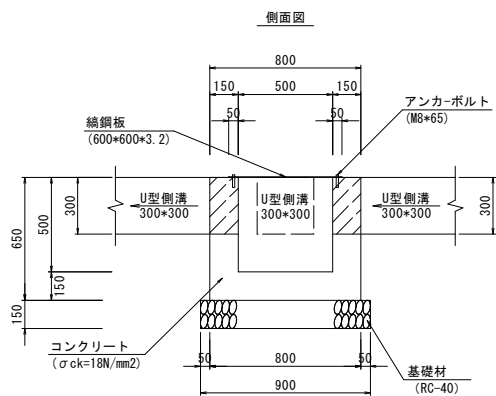 側面図
800
150
500
150
50
50
縞鋼板
(600*600*3.2)
アンカーボルト
(M8*65)
U型側溝
300*300
U型側溝
300*300
U型側溝
300*300
650
500
300
300
150
150
コンクリート
(σck=18N/mm2)
50
800
50
900
基礎材
(RC-40)